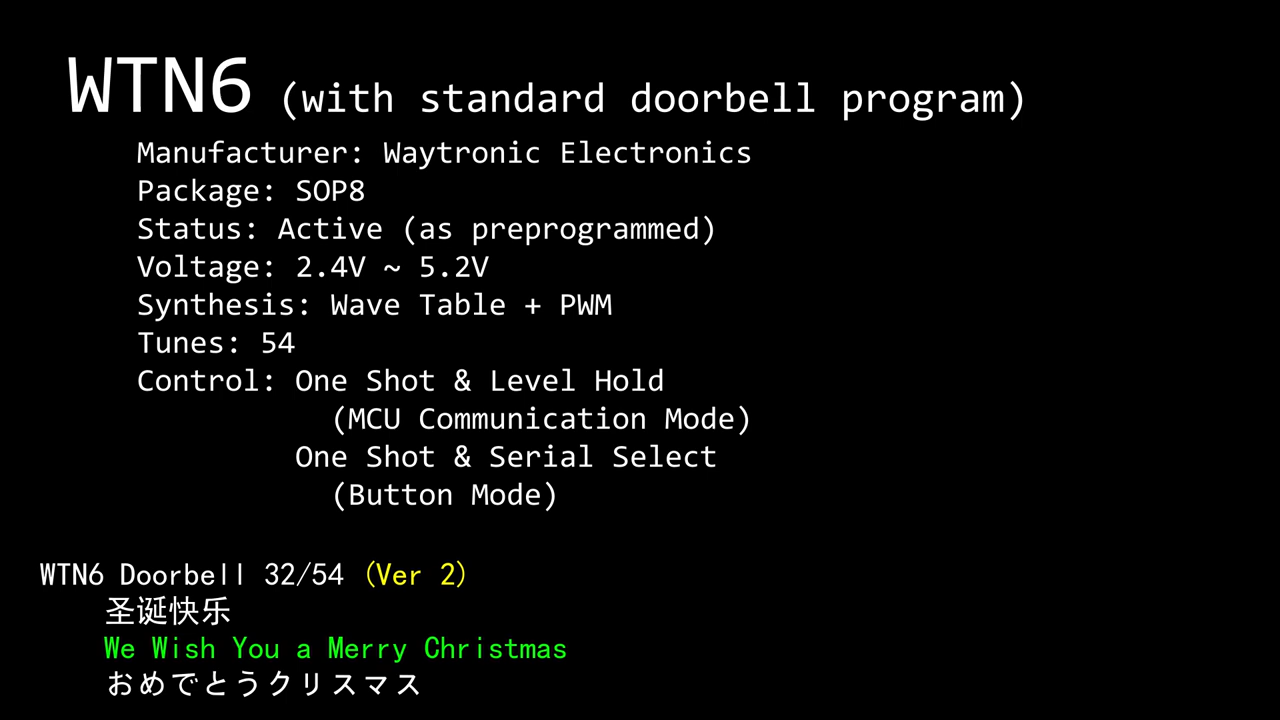 WTN6 (with standard doorbell program)
Manufacturer: Waytronic Electronics
Package: SOP8
Status: Active (as preprogrammed)
Voltage: 2.4V ~ 5.2V
Synthesis: Wave Table + PWM
Tunes: 54
Control: One Shot & Level Hold
(MCU Communication Mode)
One Shot & Serial Select
(Button Mode)
WTN6 Doorbell 32/54 (Ver 2)
圣诞快乐
We Wish You a Merry Christmas
おめでとうクリスマス